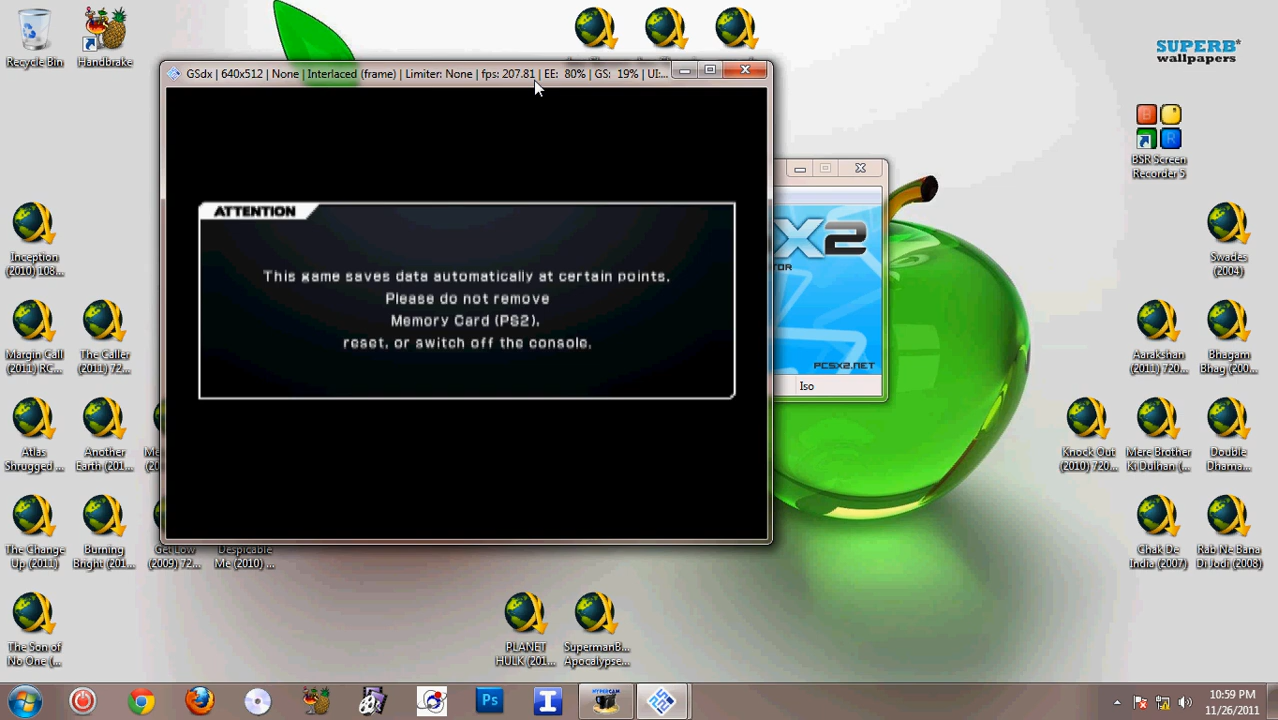 Recycle Bin
Handbrake
SUPERB*
wallpapers
GSdx | 640x512 | None | Interlaced (frame) | Limiter: None | fps: 207.81 | EE: 80% | GS: 19% | UI:...
BSR Screen
Recorder 5
ATTENTION
This game saves data automatically at certain points.
Please do not remove
Memory Card (PS2),
reset, or switch off the console.
X2
TOR
PCSX2.NET
Iso
Inception
(2010) 108...
Swades
(2004)
Margin Call
(2011) RC...
The Caller
(2011) 72...
Aarakshan
(2011) 720...
Bhagam
Bhag (200...
Atlas
Shrugged ...
Another
Earth (201...
Knock Out
(2010) 720...
Mere Brother
Ki Dulhan (...
Double
Dhama...
The Change
Up (2011)
Burning
Bright (201...
Get Low
(2009) 72...
Despicable
Me (2010) ...
Chak De
India (2007)
Rab Ne Bana
Di Jodi (2008)
The Son of
No One (...
PLANET
HULK (201...
SupermanB...
Apocalypse...
Ps
I
HYPERCAM
10:59 PM
11/26/2011